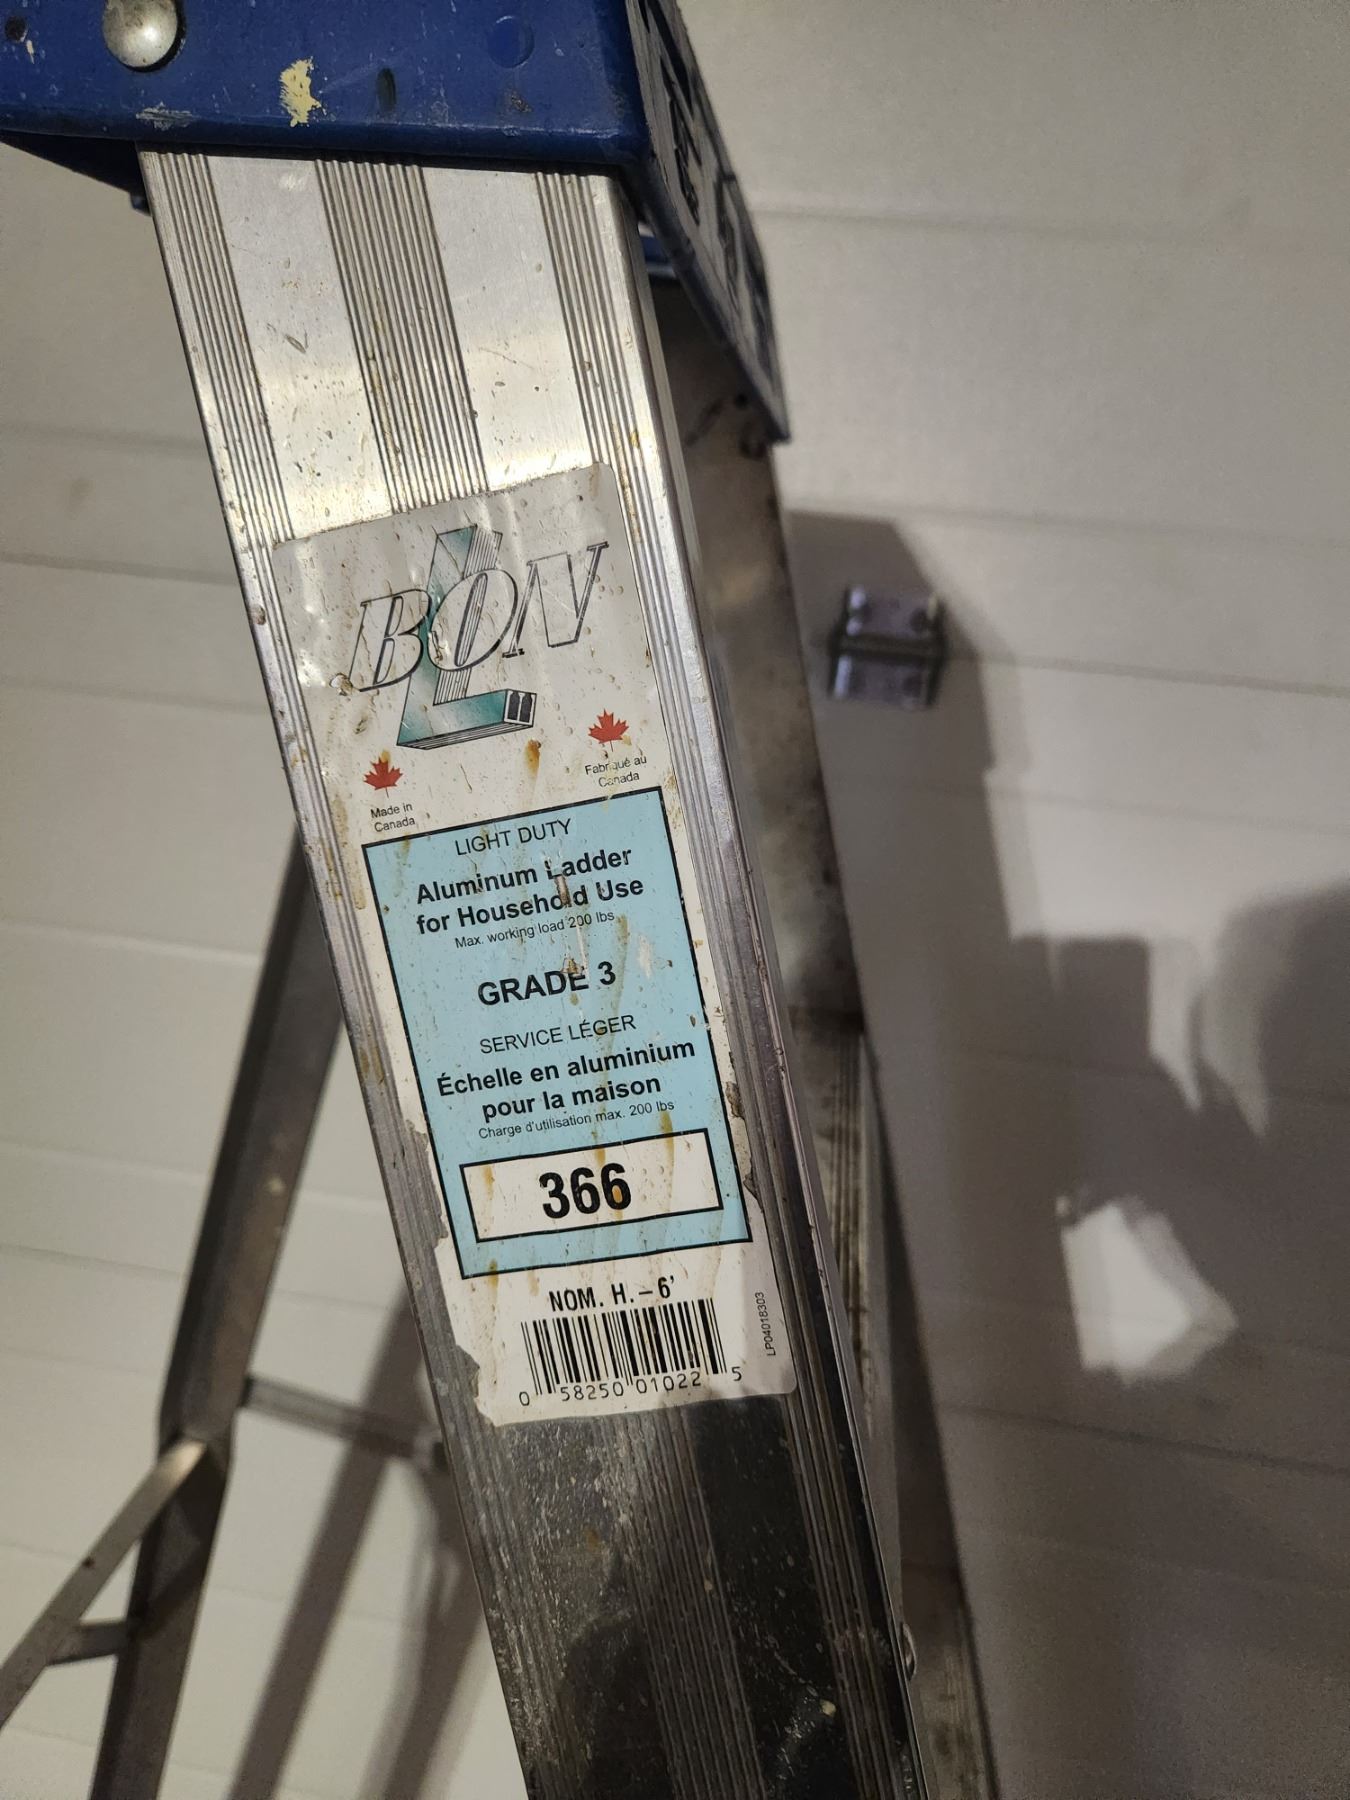 L
BON
Made in
Canada
Fabriqué au
Canada
LIGHT DUTY
Aluminum Ladder
for Household Use
Max. working load 200 lbs
GRADE 3
SERVICE LÉGER
Échelle en aluminium
pour la maison
Charge d'utilisation max. 200 lbs
366
NOM. H. – 6'
0 58250 01022 5
LP04018303